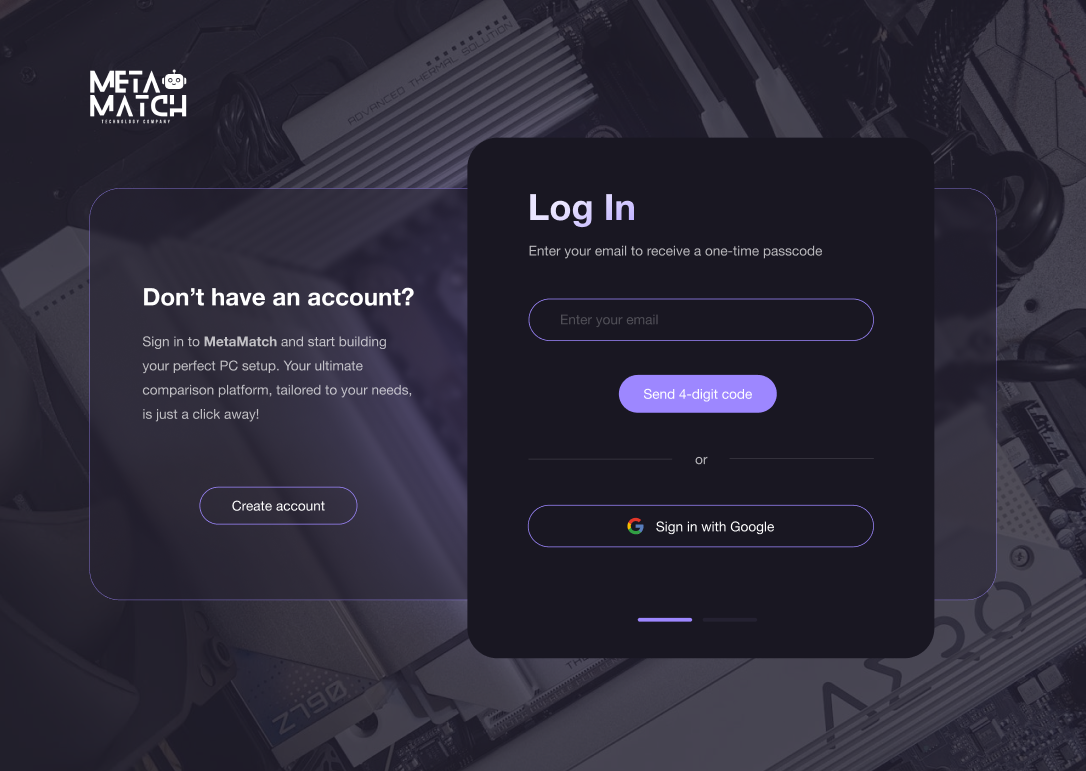 ADVANCED THERMAL SOLUTION
META
MATCH
TECHNOLOGY COMPANY
Log In
Enter your email to receive a one-time passcode
Don’t have an account?
Enter your email
Sign in to MetaMatch and start building
your perfect PC setup. Your ultimate
comparison platform, tailored to your needs,
is just a click away!
Send 4-digit code
or
Create account
Sign in with Google
Z790